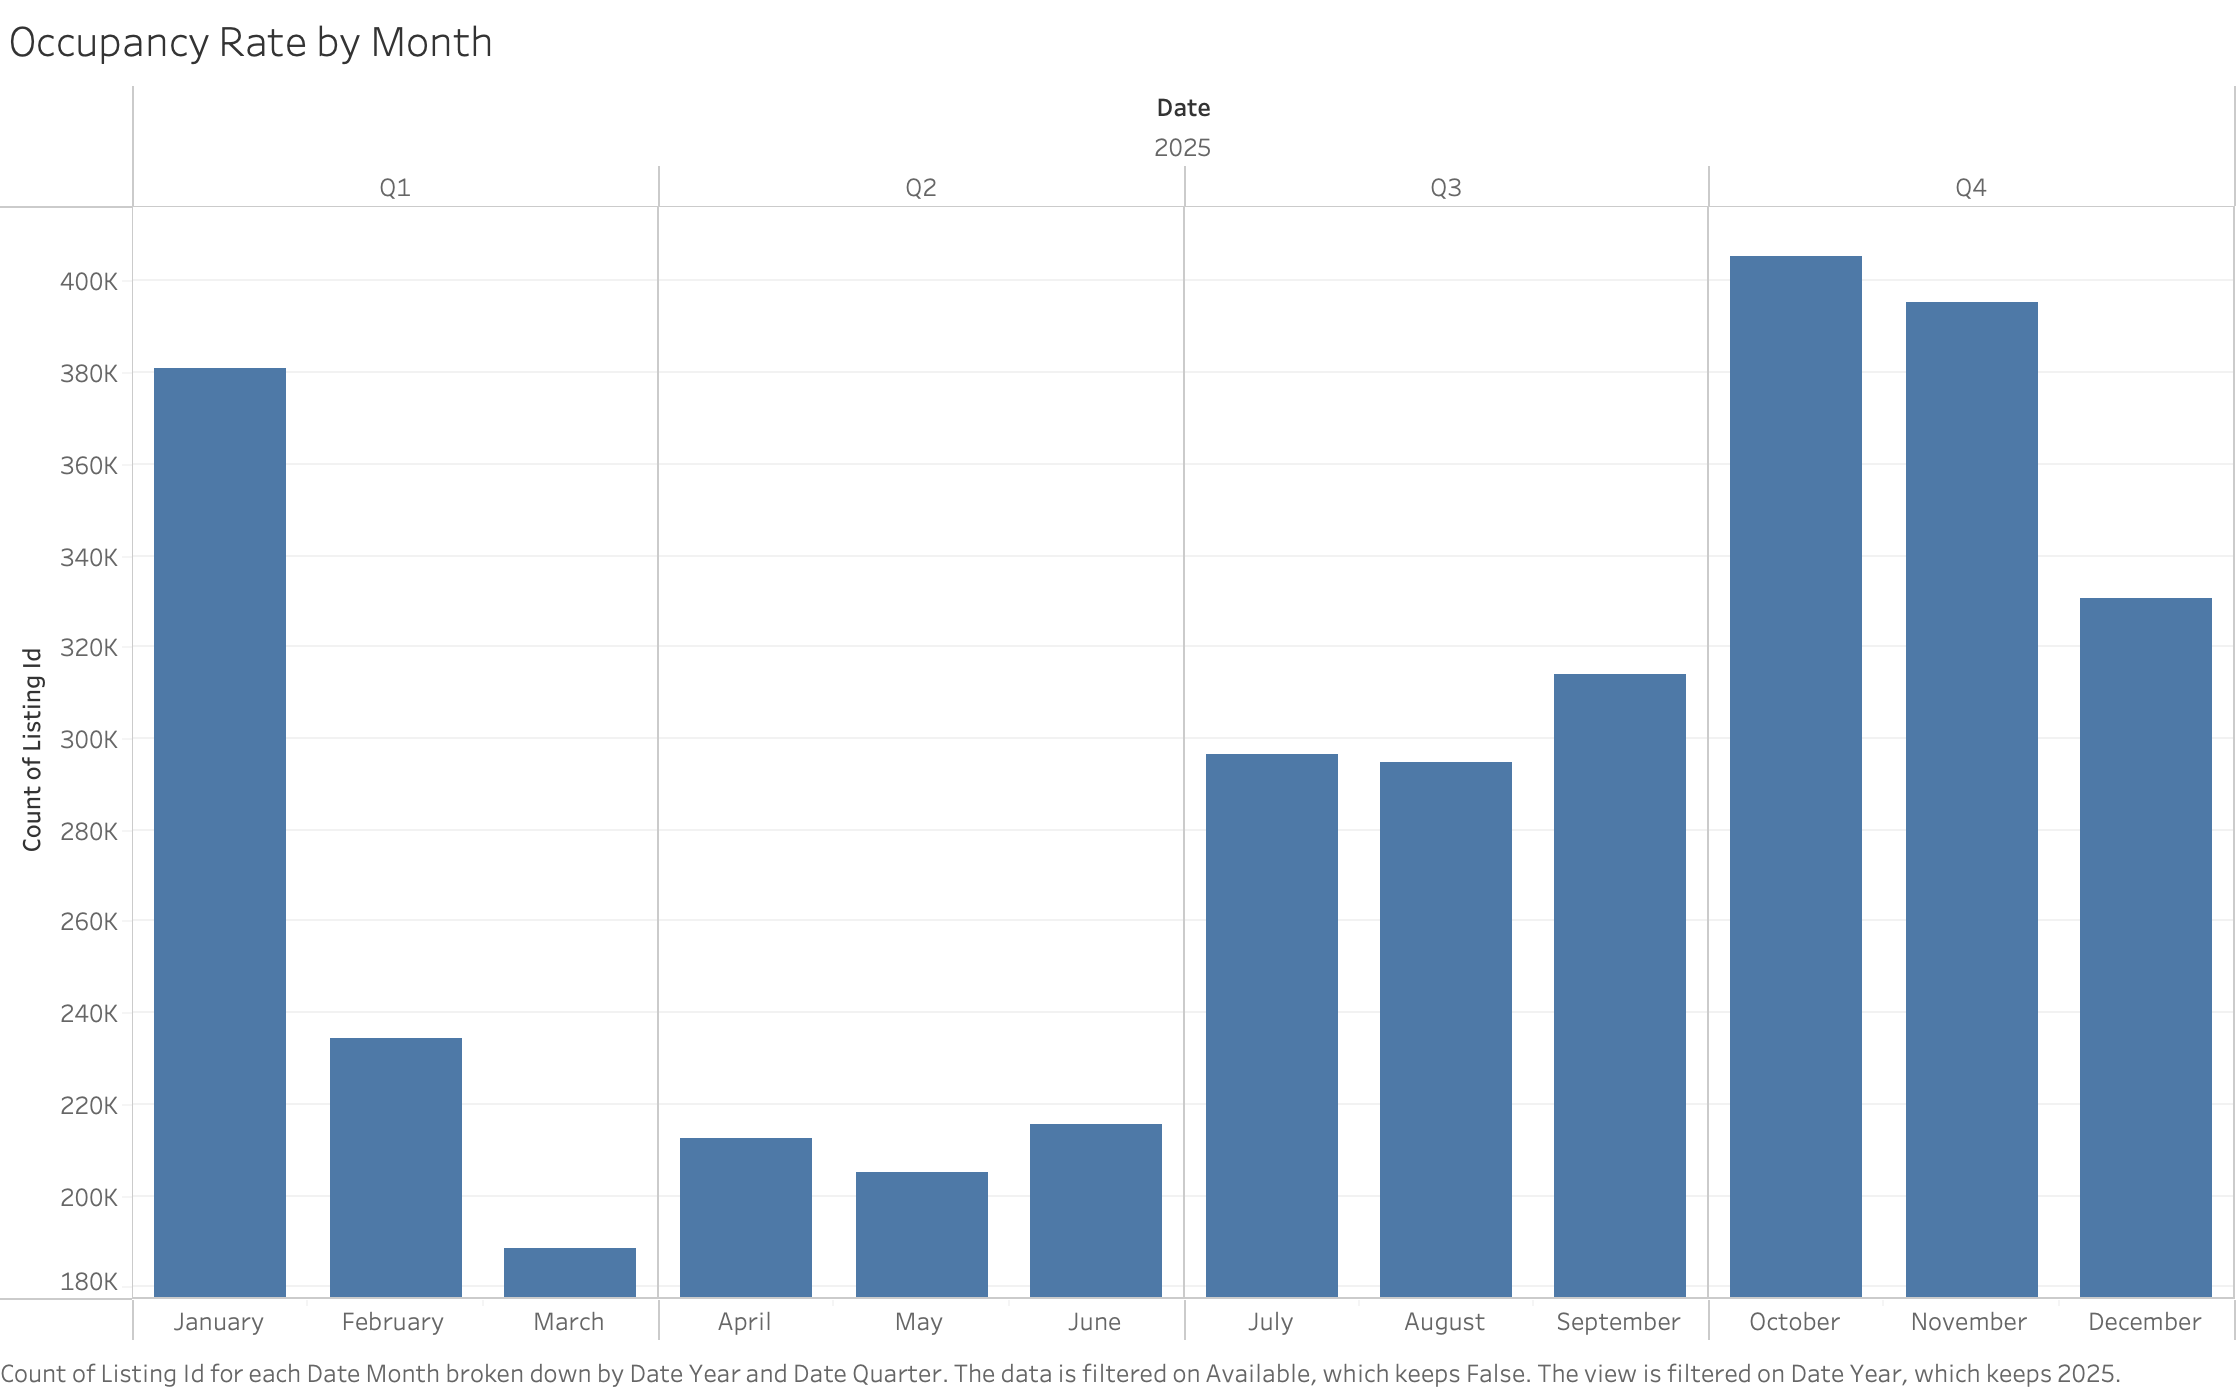 Occupancy Rate by Month
Date
2025
Q1 Q2 Q3 Q4
400K
380K
360K
340K
320K
300K
280K
260K
240K
220K
200K
180K
Count of Listing Id
January February March April May June July August September October November December
Count of Listing Id for each Date Month broken down by Date Year and Date Quarter. The data is filtered on Available, which keeps False. The view is filtered on Date Year, which keeps 2025.